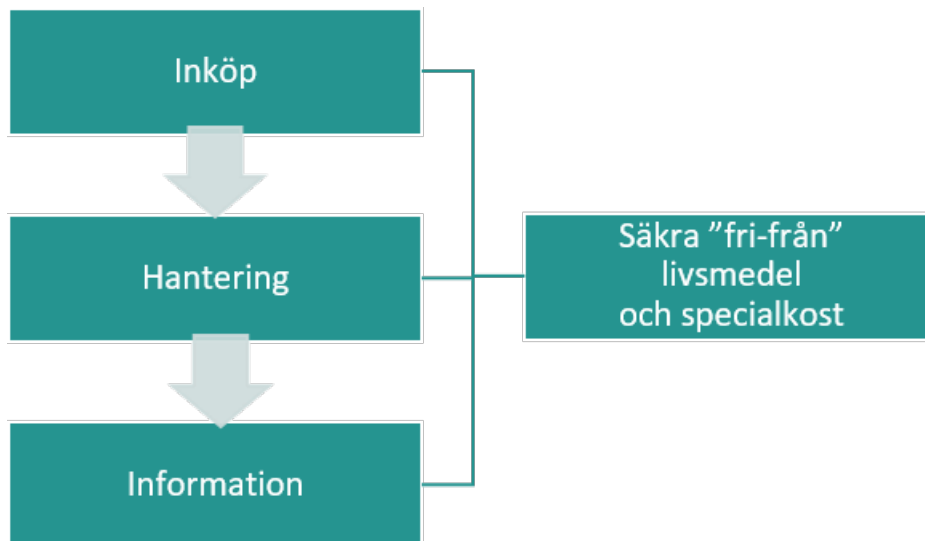 Inköp
Hantering
Säkra ”fri-från”
livsmedel
och specialkost
Information